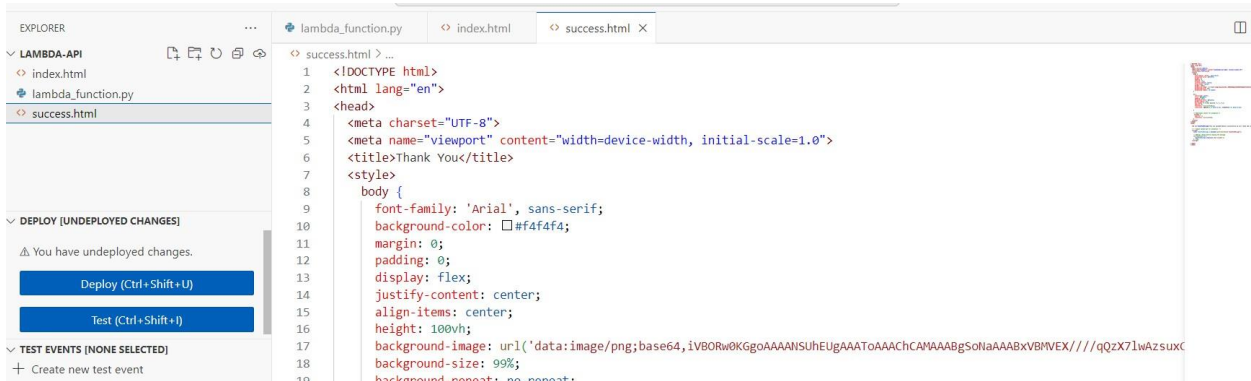 EXPLORER
...
LAMBDA-API
index.html
lambda_function.py
success.html
DEPLOY [UNDEPLOYED CHANGES]
You have undeployed changes.
Deploy (Ctrl+Shift+U)
Test (Ctrl+Shift+I)
TEST EVENTS [NONE SELECTED]
+ Create new test event
lambda_function.py
index.html
success.html
success.html > ...
1 <!DOCTYPE html>
2 <html lang="en">
3 <head>
4 <meta charset="UTF-8">
5 <meta name="viewport" content="width=device-width, initial-scale=1.0">
6 <title>Thank You</title>
7 <style>
8 body {
9 font-family: 'Arial', sans-serif;
10 background-color: #f4f4f4;
11 margin: 0;
12 padding: 0;
13 display: flex;
14 justify-content: center;
15 align-items: center;
16 height: 100vh;
17 background-image: url('data:image/png;base64,iVBORw0KGgoAAAANSUhEUgAAAToAAAChCAMAAABgSoNaAAABxVBMVEX////qQzX7lwAzsuxC
18 background-size: 99%;
19 background-repeat: no-repeat;